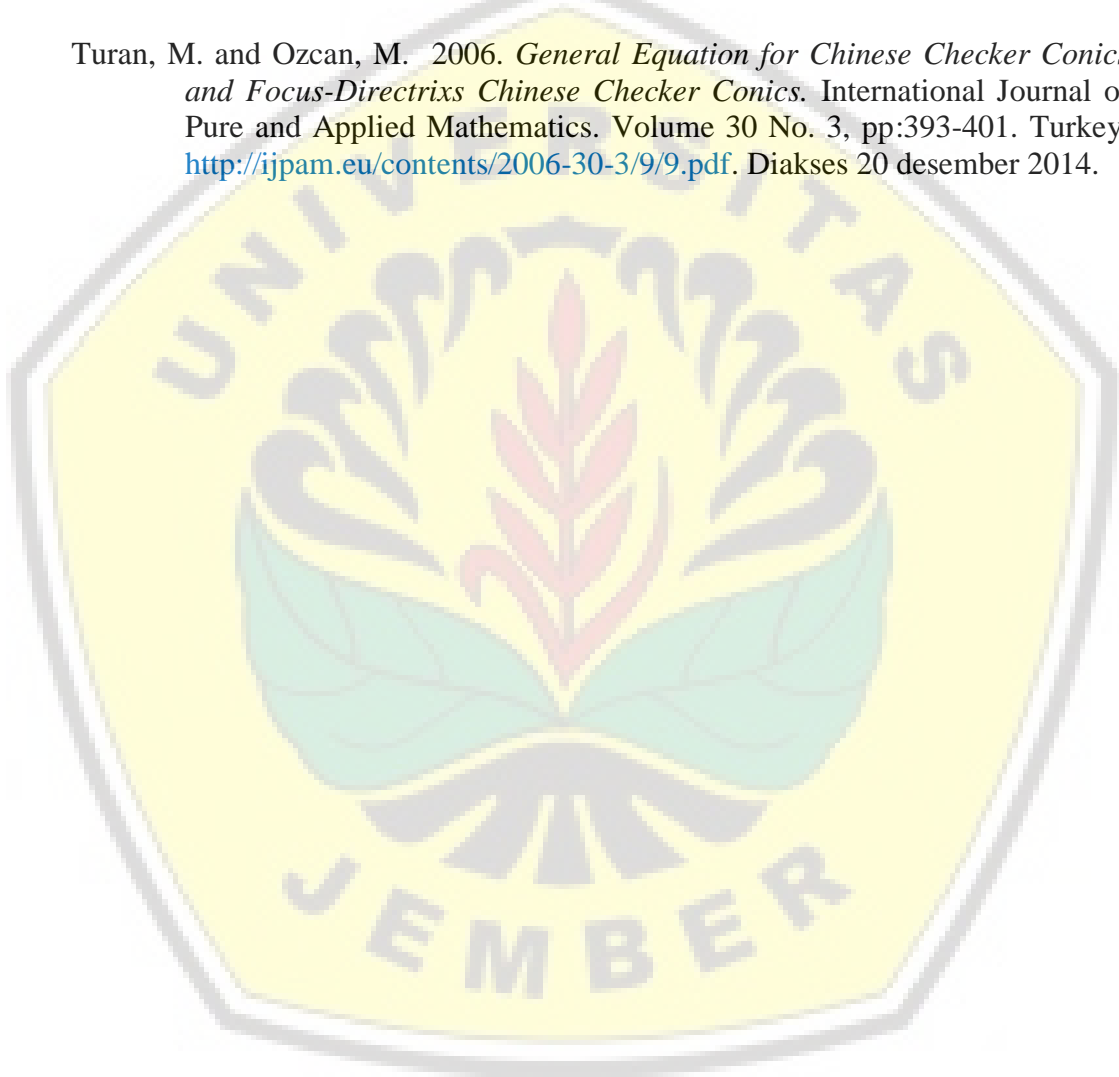 Turan, M. and Ozcan, M. 2006. General Equation for Chinese Checker Conic
and Focus-Directrixs Chinese Checker Conics. International Journal o
Pure and Applied Mathematics. Volume 30 No. 3, pp:393-401. Turkey
http://ijpam.eu/contents/2006-30-3/9/9.pdf. Diakses 20 desember 2014.
UNIVERSITAS
JEMBER